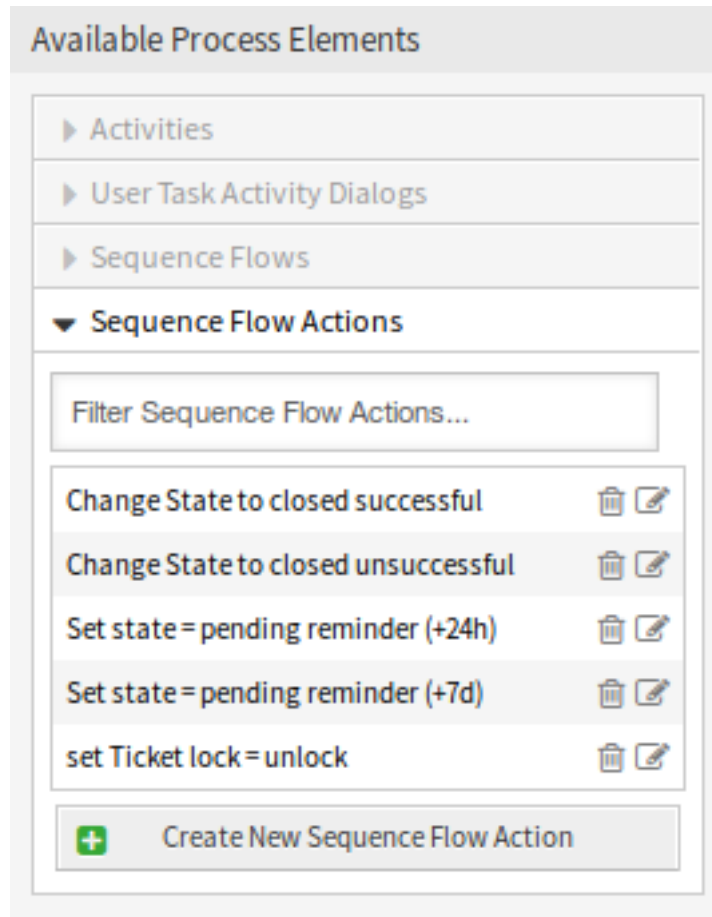 Available Process Elements
Activities
User Task Activity Dialogs
Sequence Flows
Sequence Flow Actions
Filter Sequence Flow Actions...
Change State to closed successful
Change State to closed unsuccessful
Set state = pending reminder (+24h)
Set state = pending reminder (+7d)
set Ticket lock = unlock
Create New Sequence Flow Action